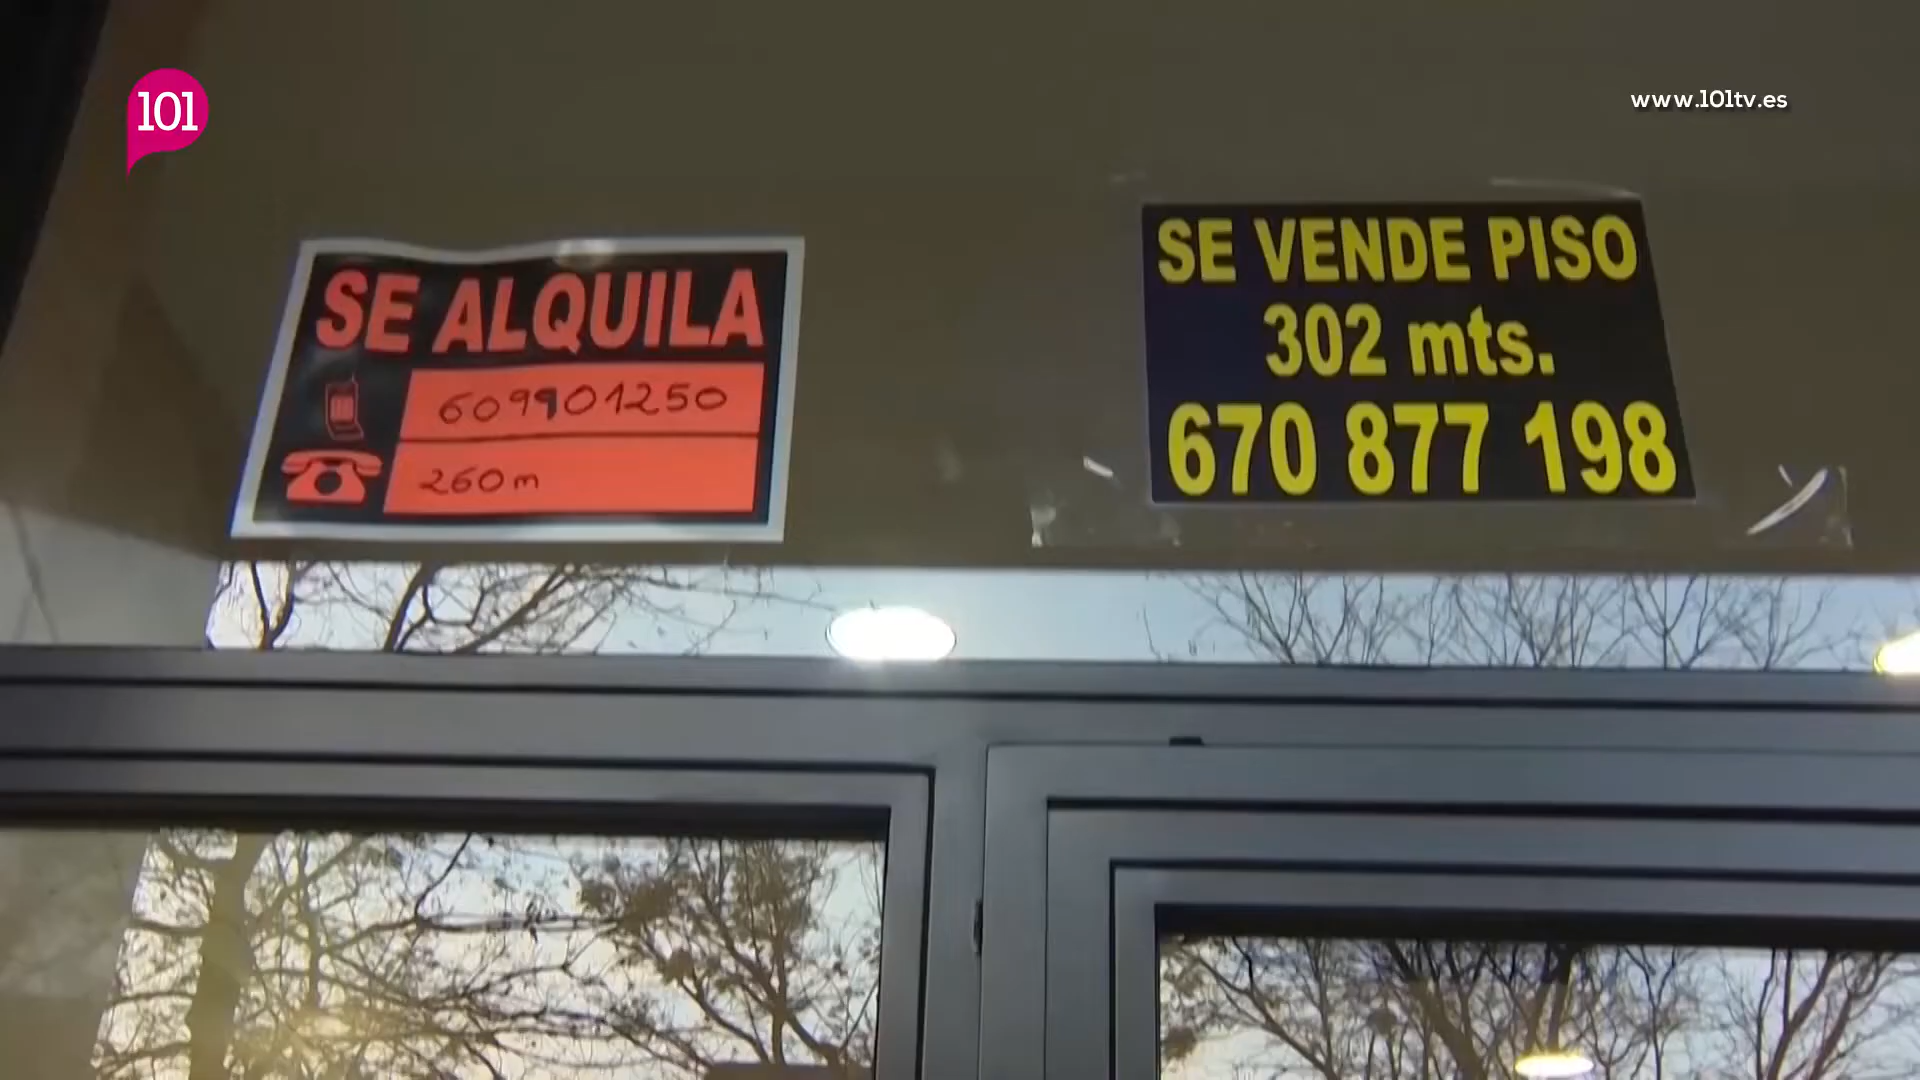 101
www.101tv.es
SE ALQUILA
609901250
260m
SE VENDE PISO
302 mts.
670 877 198